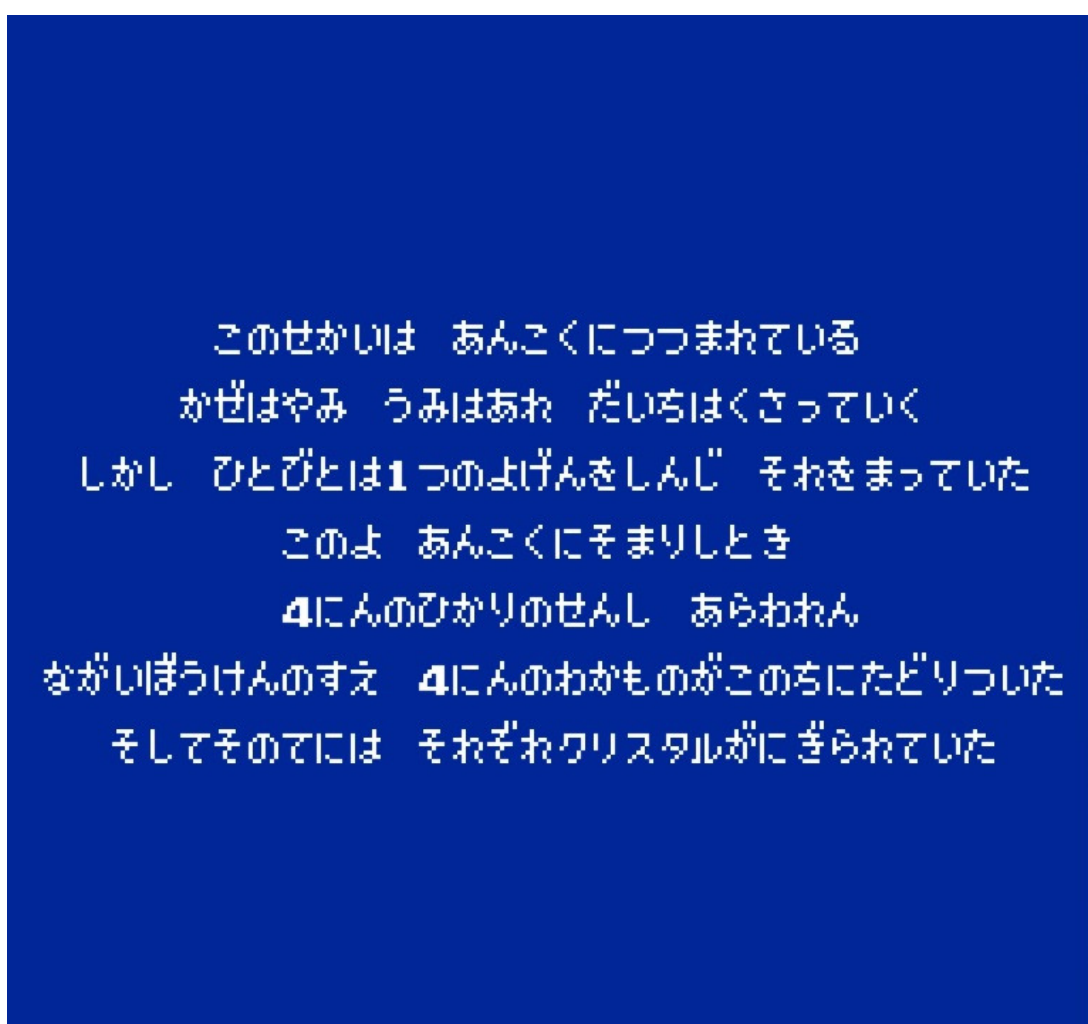 このせかいは　あんこくにつつまれている
かぜはやみ　うみはあれ　だいちはくさっていく
しかし　ひとびとは1つのよげんをしんじ　それをまっていた
このよ　あんこくにそまりしとき
4にんのひかりのせんし　あらわれん
ながいぼうけんのすえ　4にんのわかものがこのちにたどりついた
そしてそのてには　それぞれクリスタルがにぎられていた